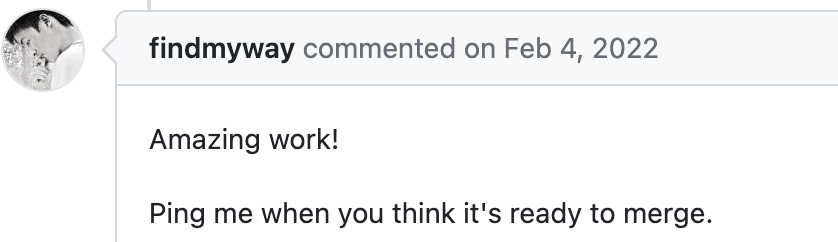 findmyway commented on Feb 4, 2022
Amazing work!
Ping me when you think it's ready to merge.